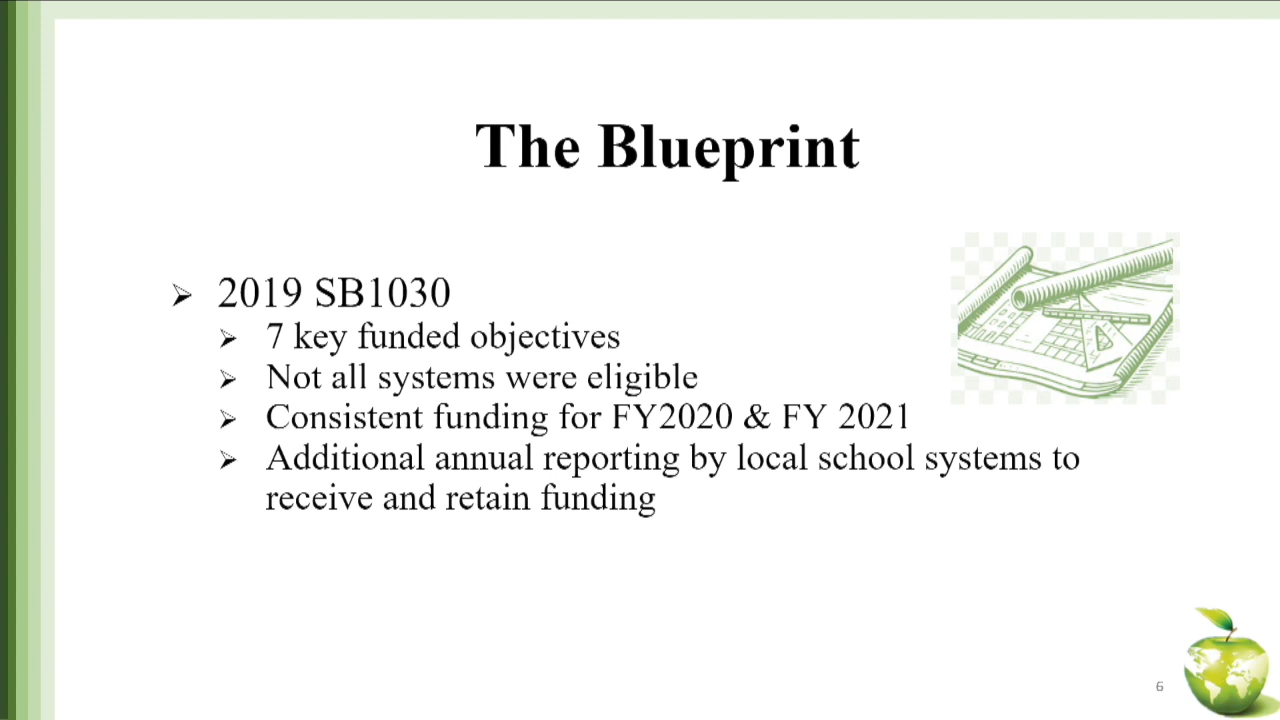 The Blueprint
2019 SB1030
7 key funded objectives
Not all systems were eligible
Consistent funding for FY2020 & FY 2021
Additional annual reporting by local school systems to
receive and retain funding
6